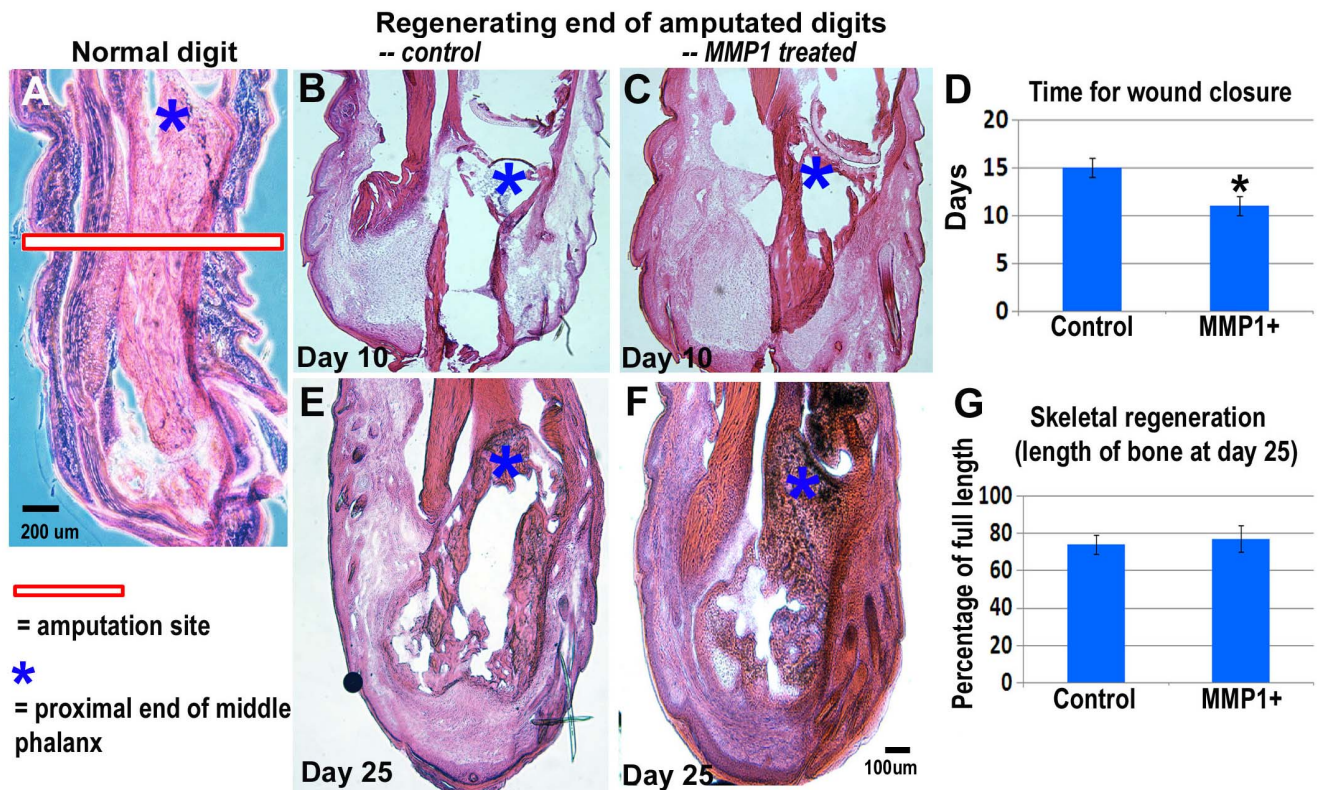 Regenerating end of amputated digits
Normal digit
-- control
-- MMP1 treated
A
200 um
= amputation site
*
= proximal end of middle
phalanx
B
Day 10
C
Day 10
D
Time for wound closure
Days
20
15
10
5
0
*
Control
MMP1+
E
Day 25
F
Day 25
100um
G
Skeletal regeneration
(length of bone at day 25)
Percentage of full length
100
80
60
40
20
0
Control
MMP1+